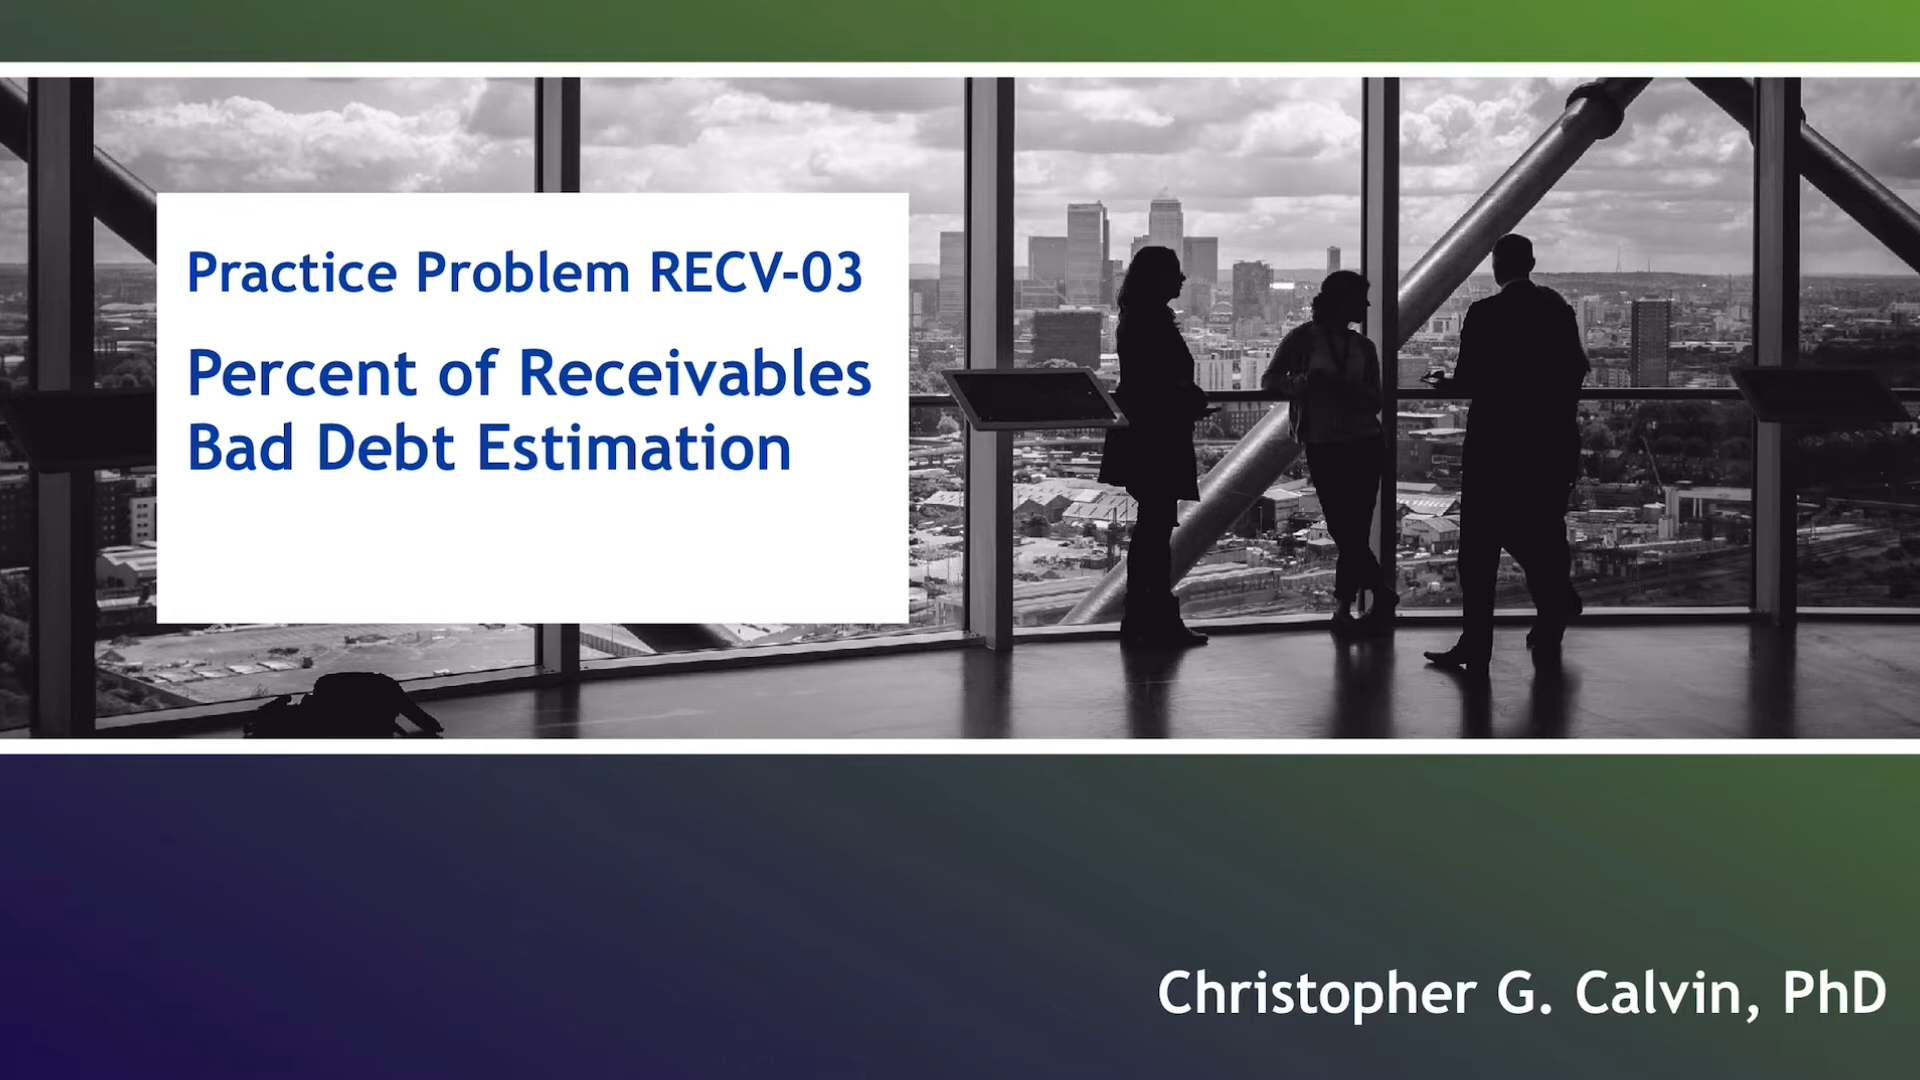 Practice Problem RECV-03
Percent of Receivables
Bad Debt Estimation
Christopher G. Calvin, PhD